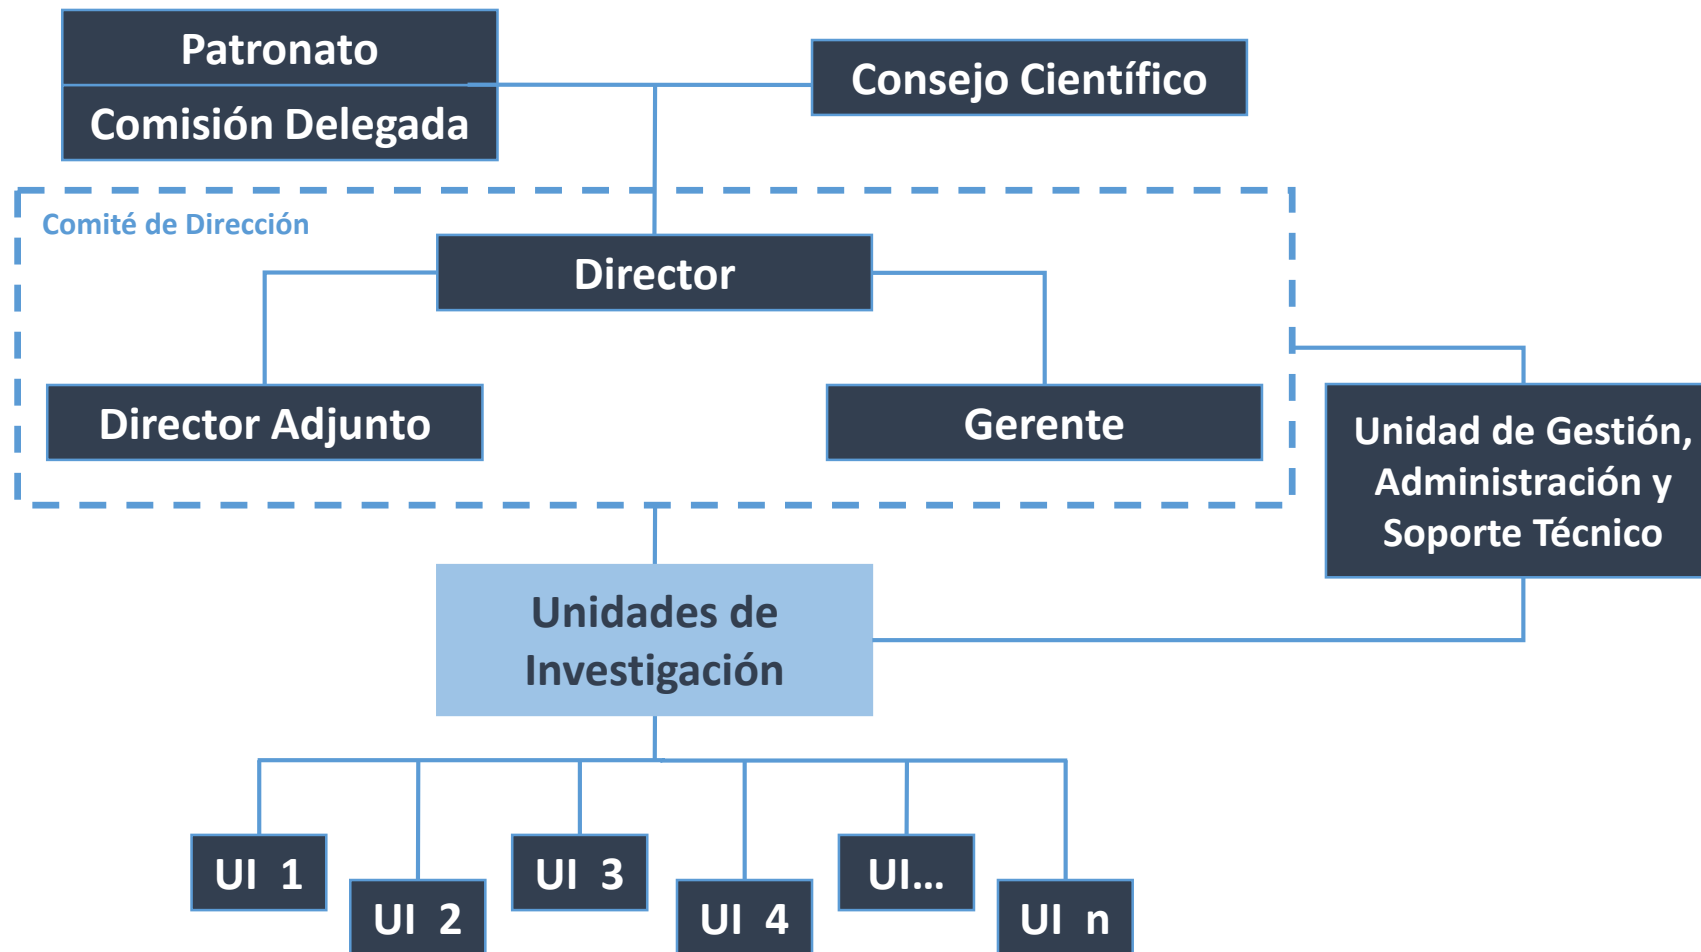 Patronato
Comisión Delegada
Consejo Científico
Comité de Dirección
Director
Director Adjunto
Gerente
Unidad de Gestión,
Administración y
Soporte Técnico
Unidades de
Investigación
UI 1
UI 2
UI 3
UI 4
UI...
UI n